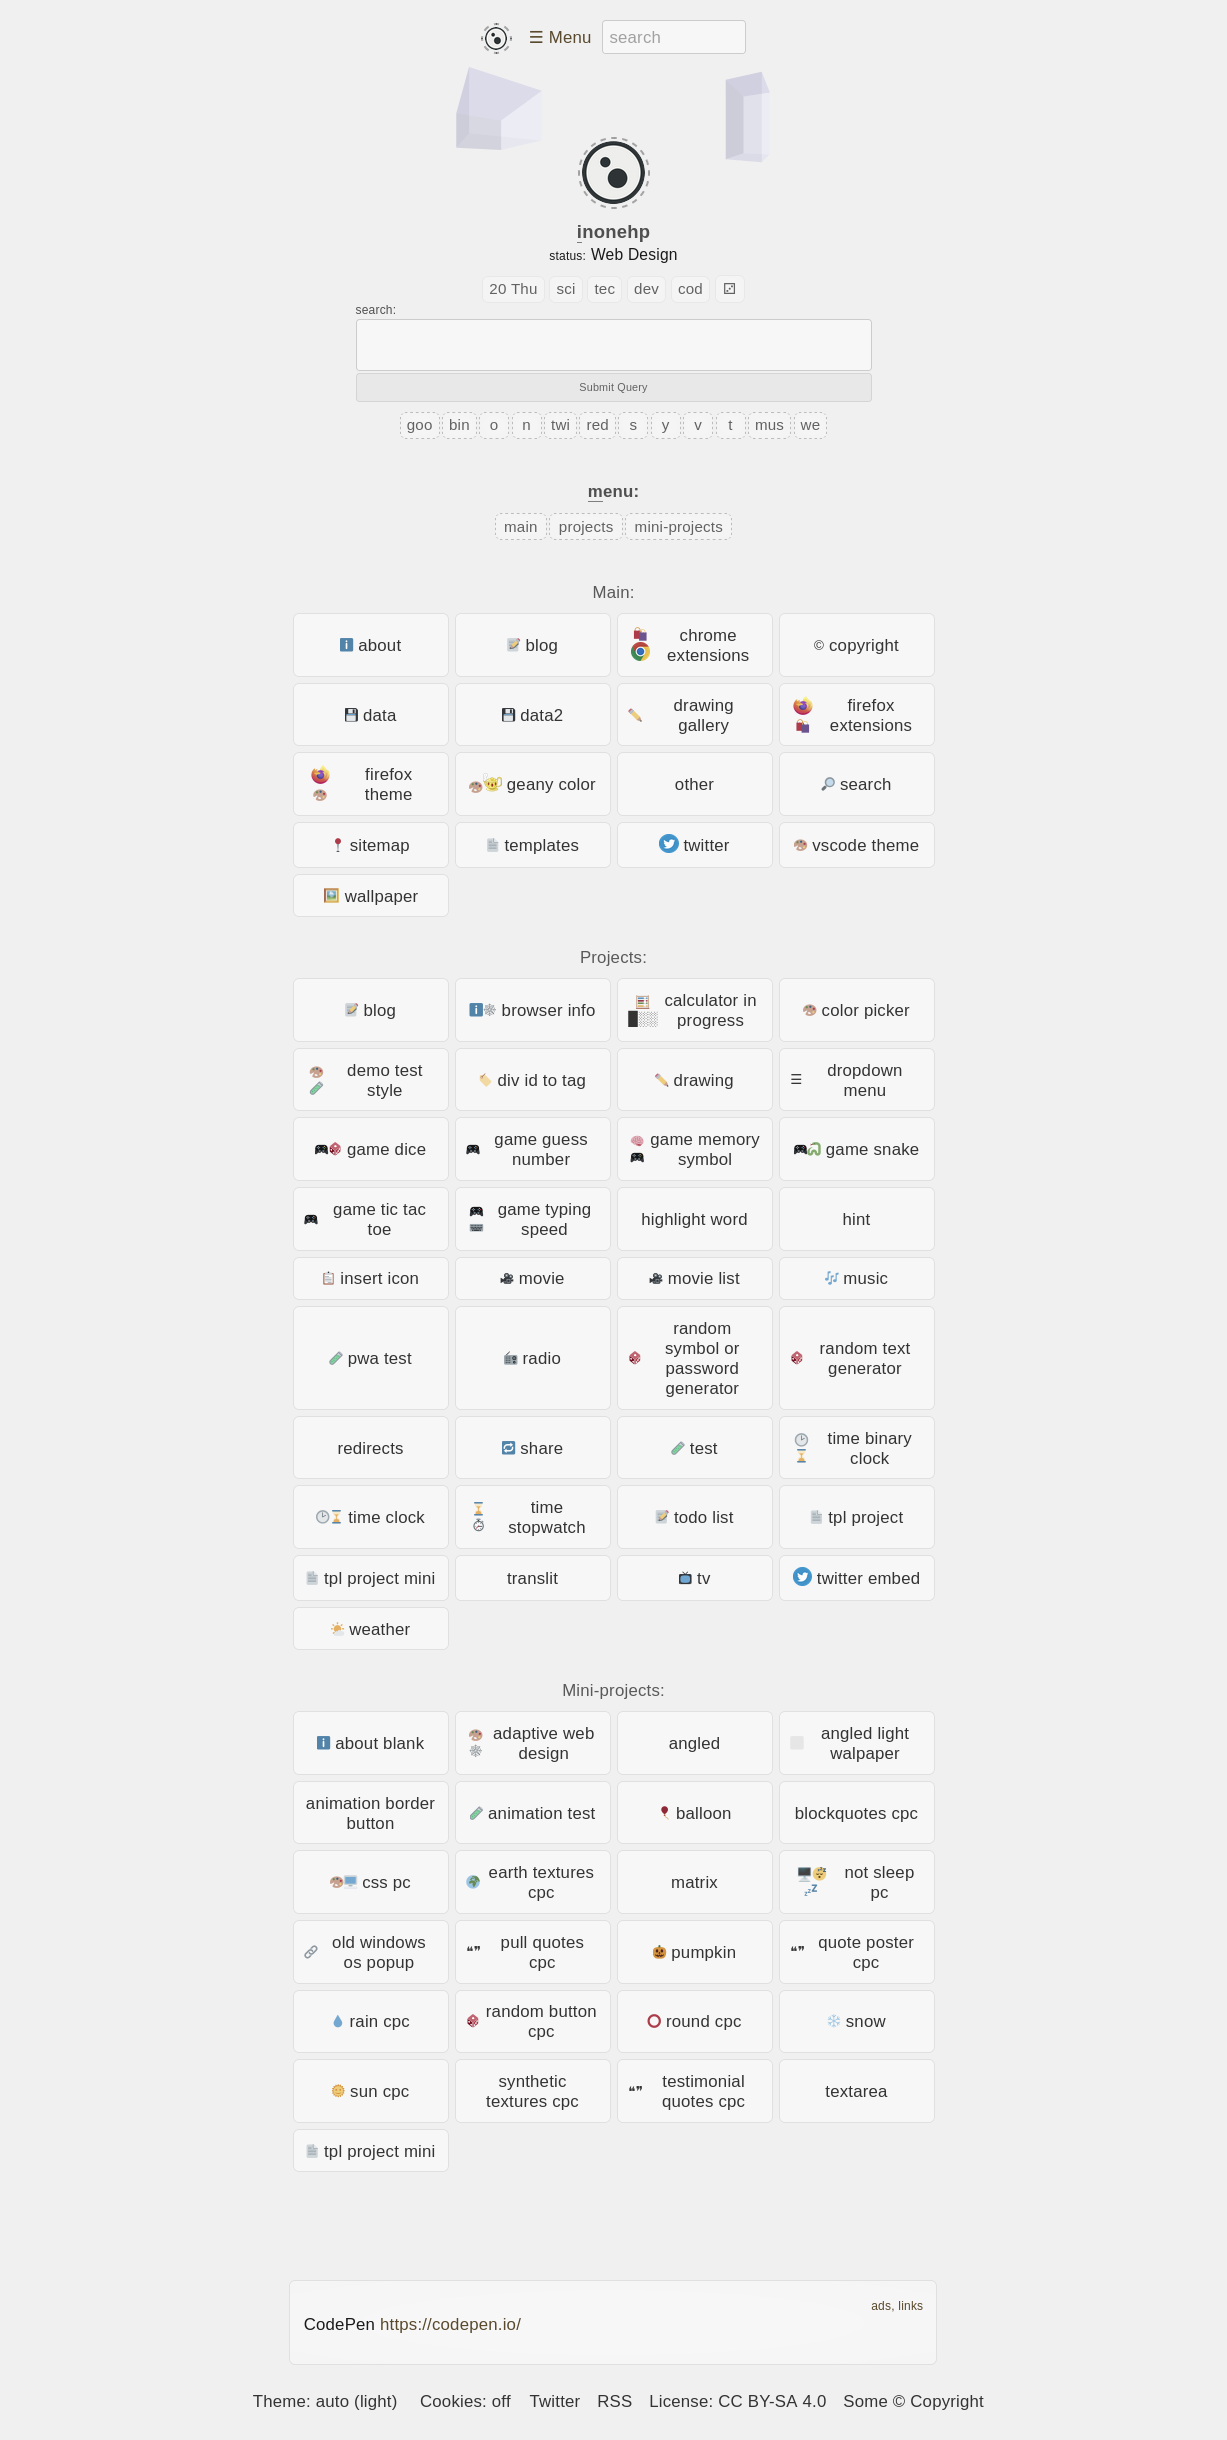 ☰ Menu search
inonehp
status: Web Design
20 Thu sci tec dev cod ⚂
search:
Submit Query
goo bin o n twi red s y v t mus we
menu:
main projects mini-projects
Main:
ℹ️ about 📝 blog 🛍️ chrome extensions © copyright
💾 data 💾 data2 ✏️ drawing gallery 🛍️ firefox extensions
🎨 firefox theme 🎨 geany color other 🔎 search
📍 sitemap 📄 templates twitter 🎨 vscode theme
🖼️ wallpaper
Projects:
📝 blog ℹ️🕸️ browser info 🧮█░░ calculator in progress 🎨 color picker
🎨🧪 demo test style 🏷️ div id to tag ✏️ drawing ☰ dropdown menu
🎮🎲 game dice 🎮 game guess number 🧠🎮 game memory symbol 🎮🐍 game snake
🎮 game tic tac toe 🎮⌨️ game typing speed highlight word hint
📋 insert icon 🎥 movie 🎥 movie list 🎶 music
🧪 pwa test 📻 radio 🎲 random symbol or password generator 🎲 random text generator
redirects 🔁 share 🧪 test 🕒⏳ time binary clock
🕒⏳ time clock ⏳⏱️ time stopwatch 📝 todo list 📄 tpl project
📄 tpl project mini translit 📺 tv twitter embed
🌤️ weather
Mini-projects:
ℹ️ about blank 🎨🕸️ adaptive web design angled angled light walpaper
animation border button 🧪 animation test 🎈 balloon blockquotes cpc
🎨🖥️ css pc 🌍 earth textures cpc matrix 🖥️😴💤 not sleep pc
🔗 old windows os popup ❝❞ pull quotes cpc 🎃 pumpkin ❝❞ quote poster cpc
💧 rain cpc 🎲 random button cpc ⭕ round cpc ❄️ snow
🌞 sun cpc synthetic textures cpc ❝❞ testimonial quotes cpc textarea
📄 tpl project mini
ads, links
CodePen https://codepen.io/
Theme: auto (light) Cookies: off Twitter RSS License: CC BY-SA 4.0 Some © Copyright